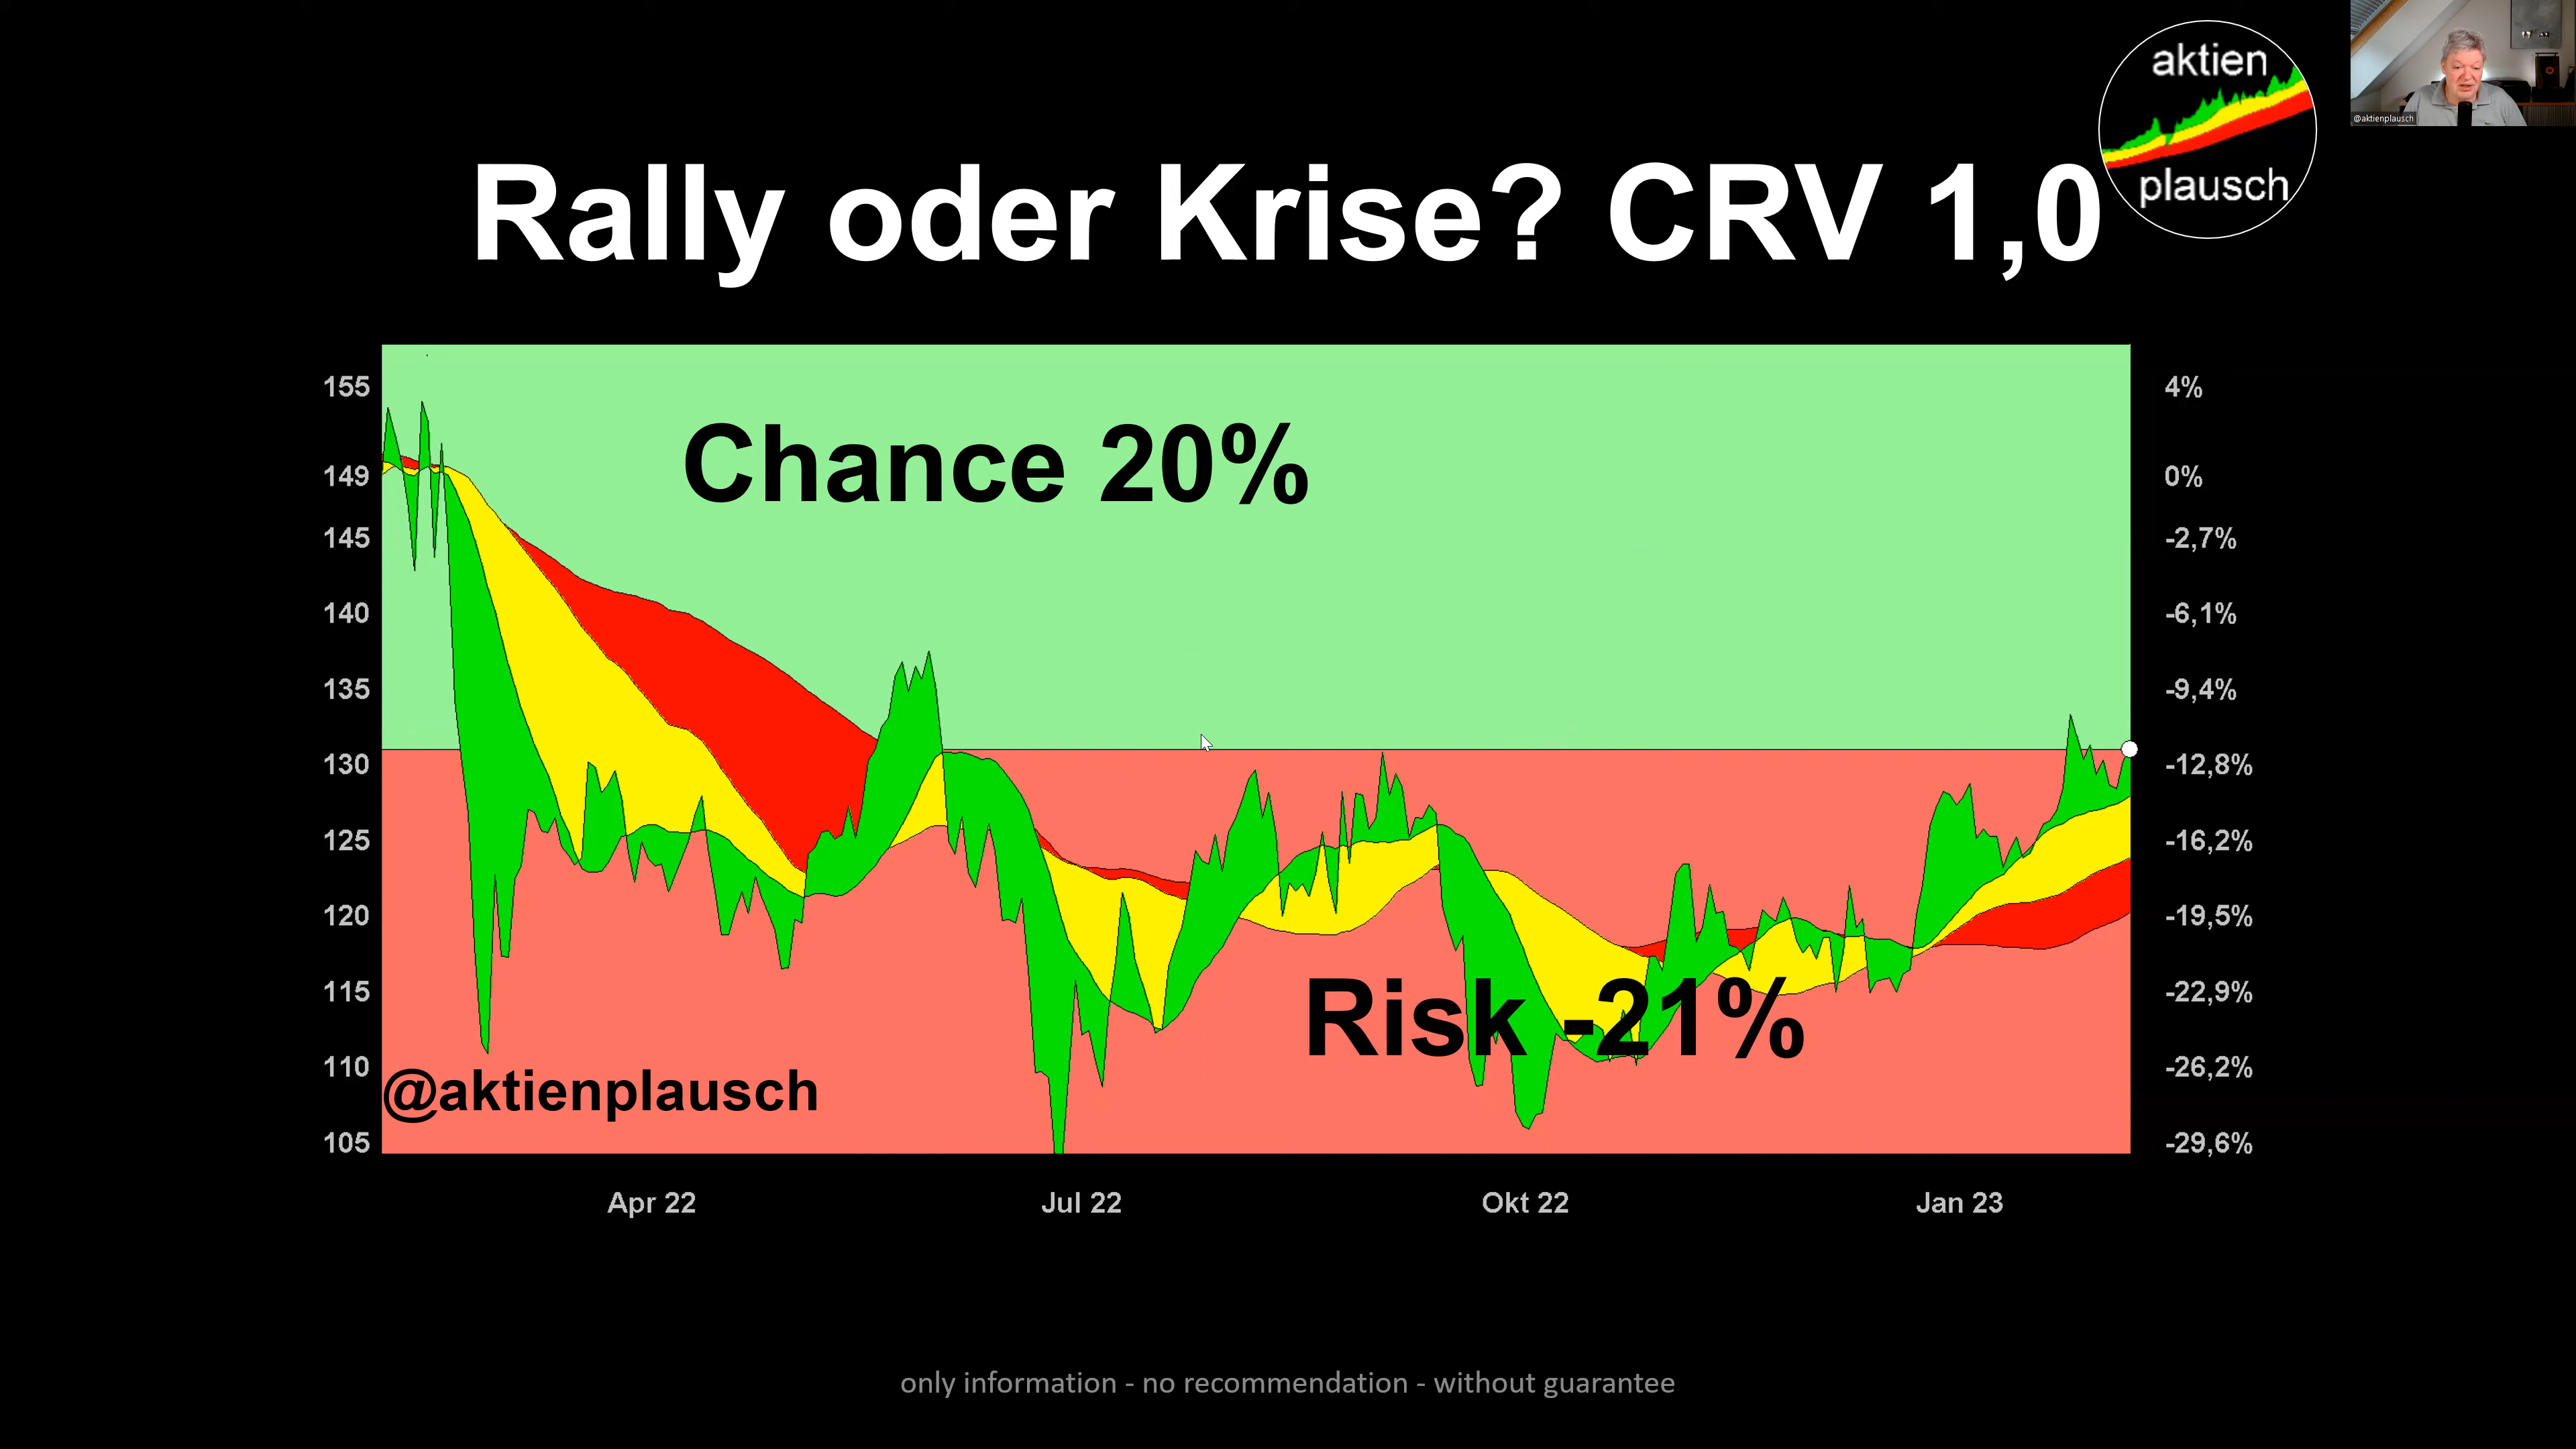 aktien
plausch
@aktienplausch
Rally oder Krise? CRV 1,0
Chance 20%
Risk -21%
@aktienplausch
155
149
145
140
135
130
125
120
115
110
105
4%
0%
-2,7%
-6,1%
-9,4%
-12,8%
-16,2%
-19,5%
-22,9%
-26,2%
-29,6%
Apr 22
Jul 22
Okt 22
Jan 23
only information - no recommendation - without guarantee